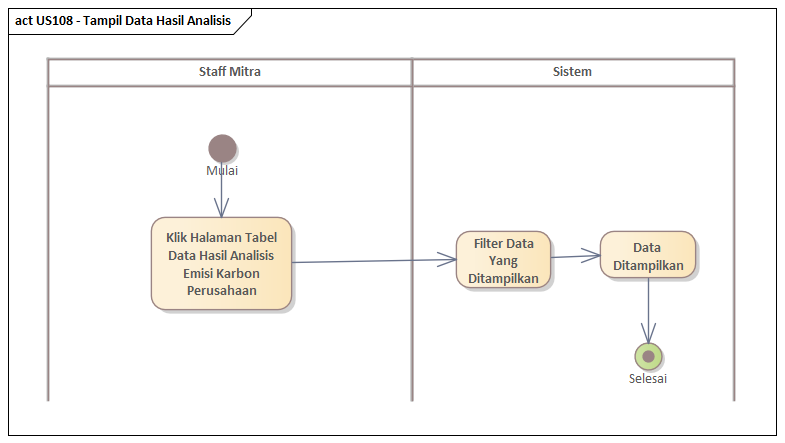 act US108 - Tampil Data Hasil Analisis
Staff Mitra
Sistem
Mulai
Klik Halaman Tabel
Data Hasil Analisis
Emisi Karbon
Perusahaan
Filter Data
Yang
Ditampilkan
Data
Ditampilkan
Selesai